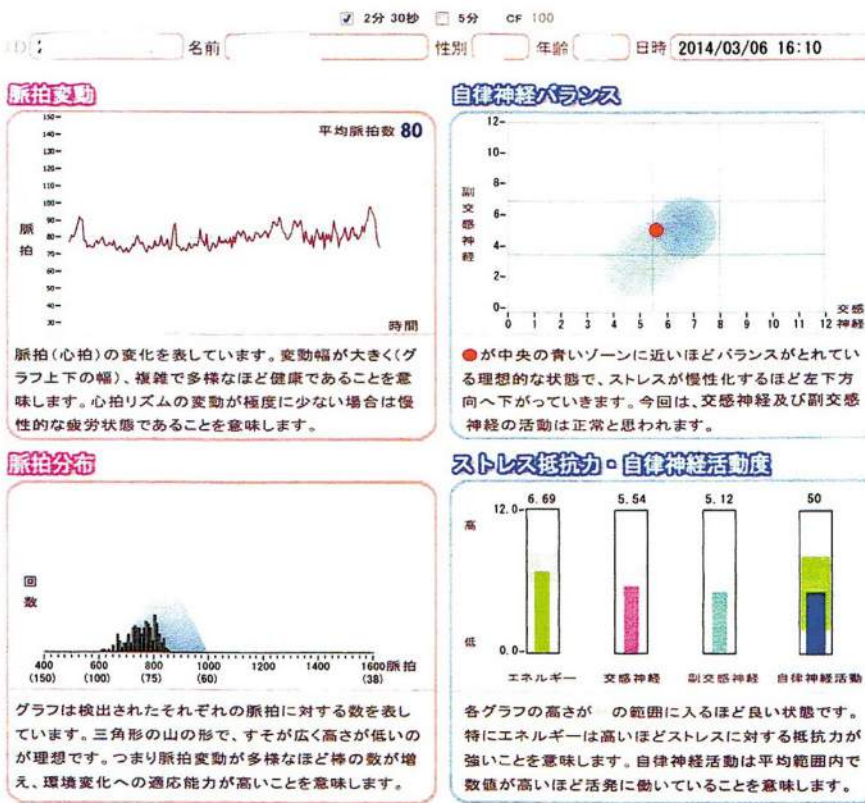 2分 30秒 5分 CF 100
名前 性別 年齢 日時 2014/03/06 16:10
脈拍変動
150-
140-
130-
120-
110-
100-
90-
80-
70-
60-
50-
40-
30-
平均脈拍数 80
脈拍
時間
脈拍(心拍)の変化を表しています。変動幅が大きく(グ
ラフ上下の幅)、複雑で多様なほど健康であることを意
味します。心拍リズムの変動が極度に少ない場合は慢
性的な疲労状態であることを意味します。
自律神経バランス
12-
10-
8-
6-
4-
2-
0-
副交感神経
0 1 2 3 4 5 6 7 8 9 10 11 12
交感
神経
●が中央の青いゾーンに近いほどバランスがとれてい
る理想的な状態で、ストレスが慢性化するほど左下方
向へ下がっていきます。今回は、交感神経及び副交感
神経の活動は正常と思われます。
脈拍分布
回数
400 600 800 1000 1200 1400 1600 脈拍
(150) (100) (75) (60) (38)
グラフは検出されたそれぞれの脈拍に対する数を表し
ています。三角形の山の形で、すそが広く高さが低いの
が理想です。つまり脈拍変動が多様なほど棒の数が増
え、環境変化への適応能力が高いことを意味します。
ストレス抵抗力・自律神経活動度
6.69 5.54 5.12 50
12.0-
高
低
0.0-
エネルギー 交感神経 副交感神経 自律神経活動
各グラフの高さが の範囲に入るほど良い状態です。
特にエネルギーは高いほどストレスに対する抵抗力が
強いことを意味します。自律神経活動は平均範囲内で
数値が高いほど活発に働いていることを意味します。